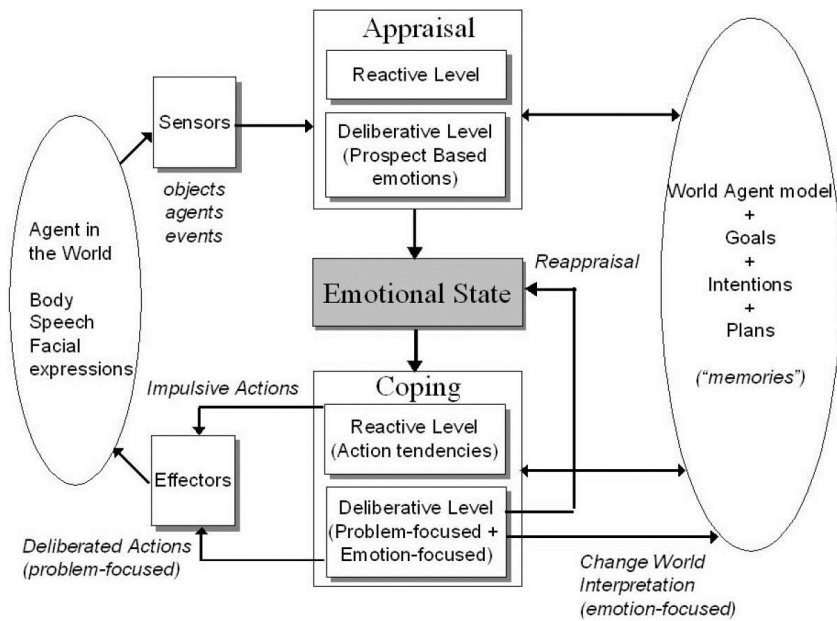 Appraisal
Reactive Level
Deliberative Level
(Prospect Based
emotions)
Sensors
objects
agents
events
Agent in
the World
Body
Speech
Facial
expressions
World Agent model
+
Goals
+
Intentions
+
Plans
(“memories”)
Reappraisal
Emotional State
Impulsive Actions
Coping
Reactive Level
(Action tendencies)
Effectors
Deliberative Level
(Problem-focused +
Emotion-focused)
Deliberated Actions
(problem-focused)
Change World
Interpretation
(emotion-focused)